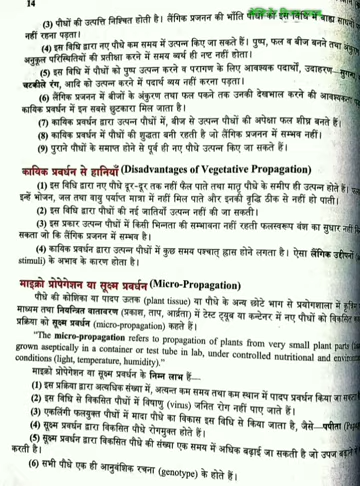 14
(3) पौधों की उत्पत्ति निश्चित होती है। लैंगिक प्रजनन की भाँति पौधों को इस विधि में बाह्य साधनों
नहीं रहना पड़ता।
(4) इस विधि द्वारा नए पौधे कम समय में उत्पन्न किए जा सकते हैं। पुष्प, फल व बीज बनने तथा
अनुकूल परिस्थितियों की प्रतीक्षा करने में समय व्यर्थ ही नष्ट नहीं होता।
(5) इस विधि में पौधों को पुष्प उत्पन्न करने व परागण के लिए आवश्यक पदार्थों, उदाहरण—
चटकीले रंग, आदि को उत्पन्न करने में पदार्थ व्यय नहीं करना पड़ता।
(6) लैंगिक प्रजनन में बीजों के अंकुरण तथा फल पकने तक उनकी देखभाल करने की आवश्यकता
कायिक प्रवर्धन में इन सबसे छुटकारा मिल जाता है।
(7) कायिक प्रवर्धन द्वारा उत्पन्न पौधों में, बीज से उत्पन्न पौधों की अपेक्षा फल शीघ्र बनते हैं।
(8) कायिक प्रवर्धन में पौधों की शुद्धता बनी रहती है जो लैंगिक प्रजनन में सम्भव नहीं।
(9) पुराने पौधों के समाप्त होने से पूर्व ही नए पौधे उत्पन्न किए जा सकते हैं।
कायिक प्रवर्धन से हानियाँ (Disadvantages of Vegetative Propagation)
(1) इस विधि द्वारा नए पौधे दूर-दूर तक नहीं फैल पाते तथा मातृ पौधे के समीप ही उत्पन्न होते हैं।
इन्हें भोजन, जल तथा वायु पर्याप्त मात्रा में नहीं मिल पाते और इनकी वृद्धि ठीक से नहीं हो पाती।
(2) इस विधि द्वारा पौधों की नई जातियाँ उत्पन्न नहीं की जा सकती।
(3) इस प्रकार उत्पन्न पौधों में किसी भिन्नता की सम्भावना नहीं रहती फलस्वरूप वंश का सुधार नहीं
सकता जो कि लैंगिक प्रजनन में सम्भव है।
(4) कायिक प्रवर्धन द्वारा उत्पन्न पौधों में कुछ समय पश्चात् ह्रास होने लगता है। ऐसा लैंगिक उद्दीपनों
stimuli) के अभाव के कारण होता है।
माइक्रो प्रोपेगेशन या सूक्ष्म प्रवर्धन (Micro-Propagation)
पौधे की कोशिका या पादप ऊतक (plant tissue) या पौधे के अन्य छोटे भाग से प्रयोगशाला में
माध्यम तथा नियन्त्रित वातावरण (प्रकाश, ताप, आर्द्रता) में टेस्ट ट्यूब या कन्टेनर में नए पौधों को विकसित
प्रक्रिया को सूक्ष्म प्रवर्धन (micro-propagation) कहते हैं।
"The micro-propagation refers to propagation of plants from very small plant parts
grown aseptically in a container or test tube in lab, under controlled nutritional and
conditions (light, temperature, humidity)."
माइक्रो प्रोपेगेशन या सूक्ष्म प्रवर्धन के निम्न लाभ हैं—
(1) इस प्रक्रिया द्वारा अत्यधिक संख्या में, अत्यन्त कम समय तथा कम स्थान में पादप प्रवर्धन किया जा सकता
(2) इस विधि से विकसित पौधों में विषाणु (virus) जनित रोग नहीं पाए जाते हैं।
(3) एकलिंगी फलयुक्त पौधों में मादा पौधे का विकास इस विधि से किया जाता है, जैसे—पपीता
(4) सूक्ष्म प्रवर्धन द्वारा विकसित पौधे रोगमुक्त होते हैं।
(5) सूक्ष्म प्रवर्धन द्वारा विकसित पौधे की संख्या एक समय में अधिक बढ़ाई जा सकती है जो उपज बढ़ाने में
करती है।
(6) सभी पौधे एक ही आनुवंशिक रचना (genotype) के होते हैं।